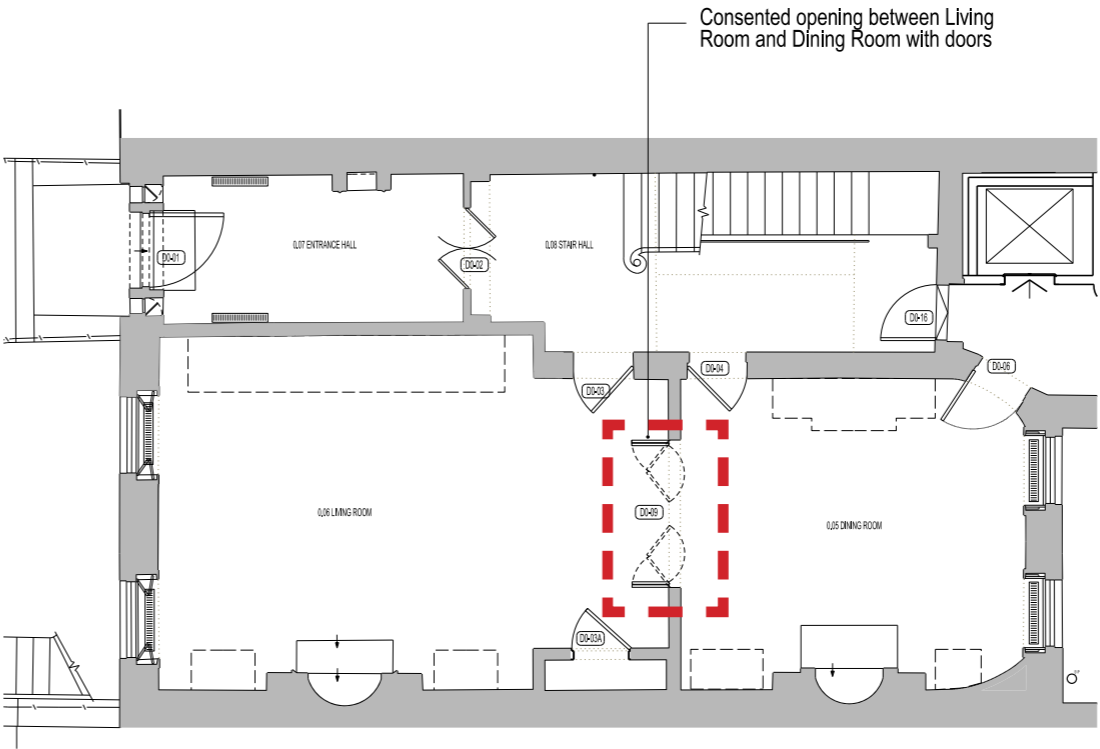 Consented opening between Living
Room and Dining Room with doors
0.07 ENTRANCE HALL
0.08 STAIR HALL
D0-01
D0-02
D0-16
D0-03
D0-04
D0-06
D0-09
0.06 LIVING ROOM
0.05 DINING ROOM
D0-03A